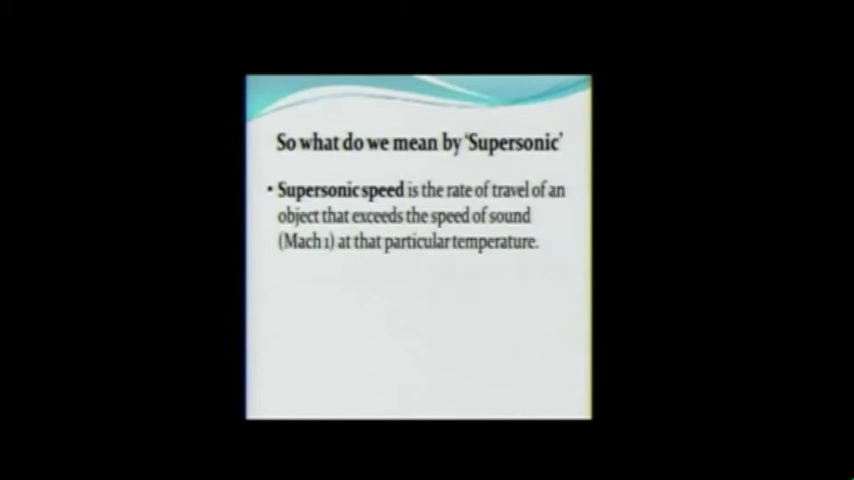 So what do we mean by ‘Supersonic’
• Supersonic speed is the rate of travel of an
object that exceeds the speed of sound
(Mach 1) at that particular temperature.